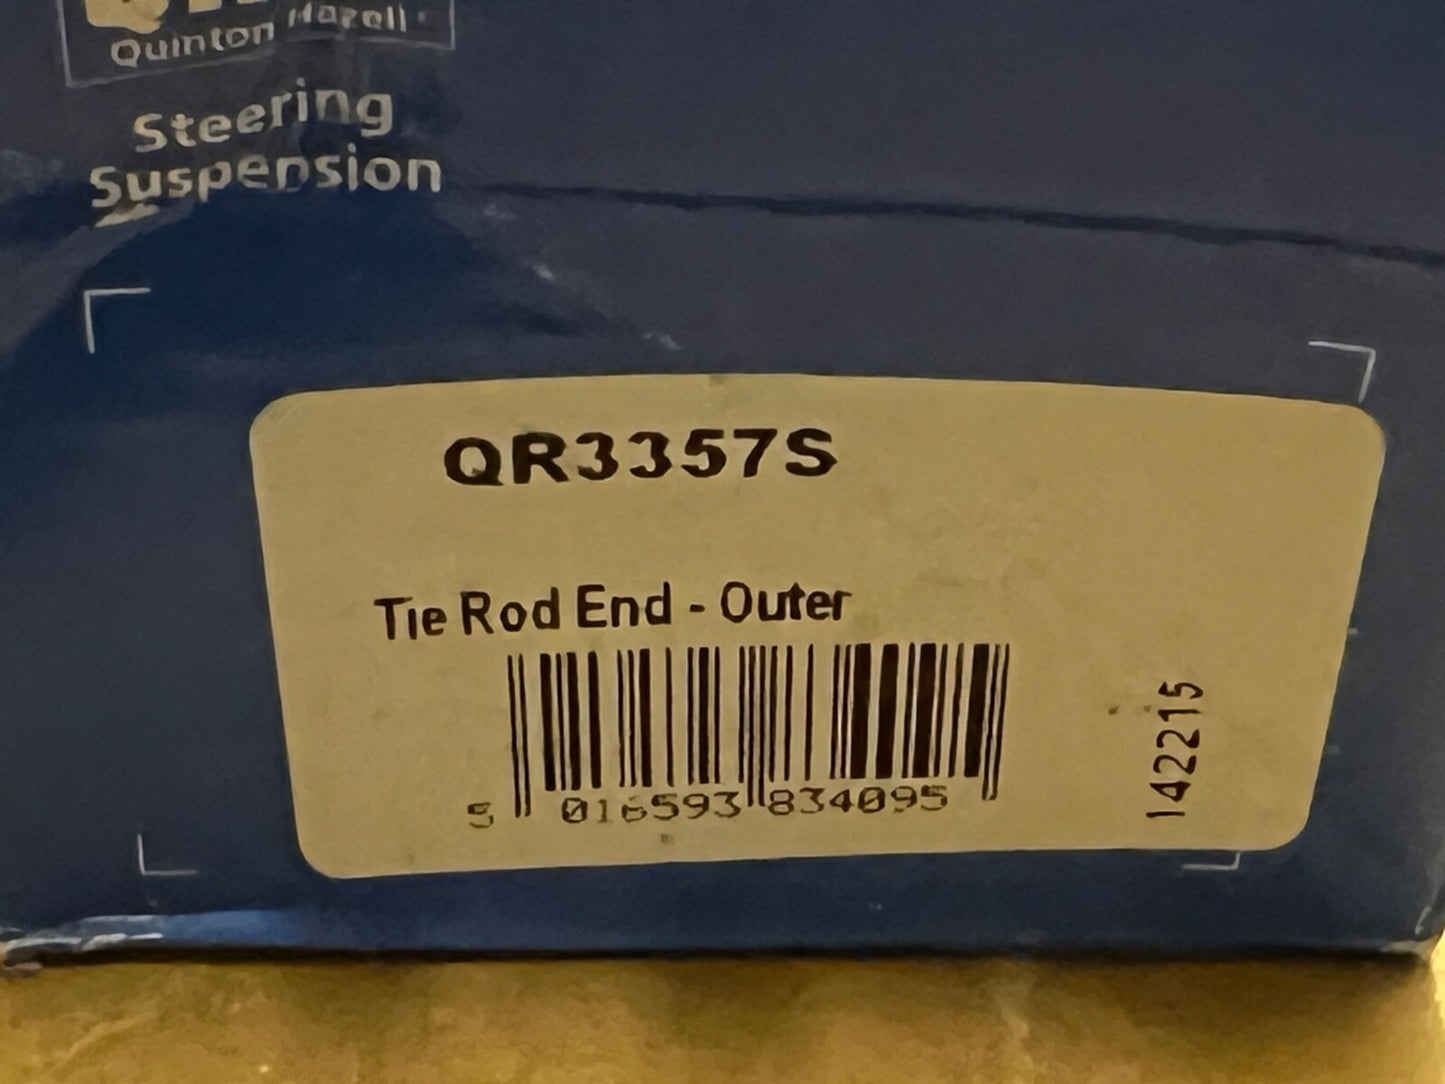 Quinton Hazell
Steering
Suspension
QR3357S
Tie Rod End - Outer
5 016593 834095
142215